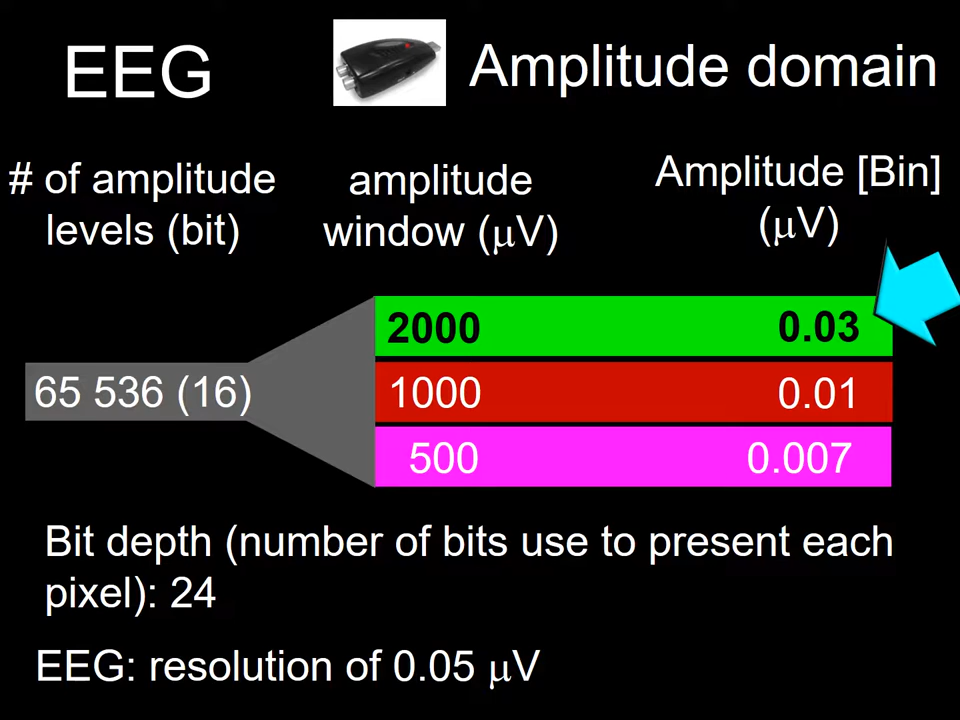 EEG
Amplitude domain
# of amplitude
levels (bit)
amplitude
window (μV)
Amplitude [Bin]
(μV)
65 536 (16)
2000 0.03
1000 0.01
500 0.007
Bit depth (number of bits use to present each
pixel): 24
EEG: resolution of 0.05 μV